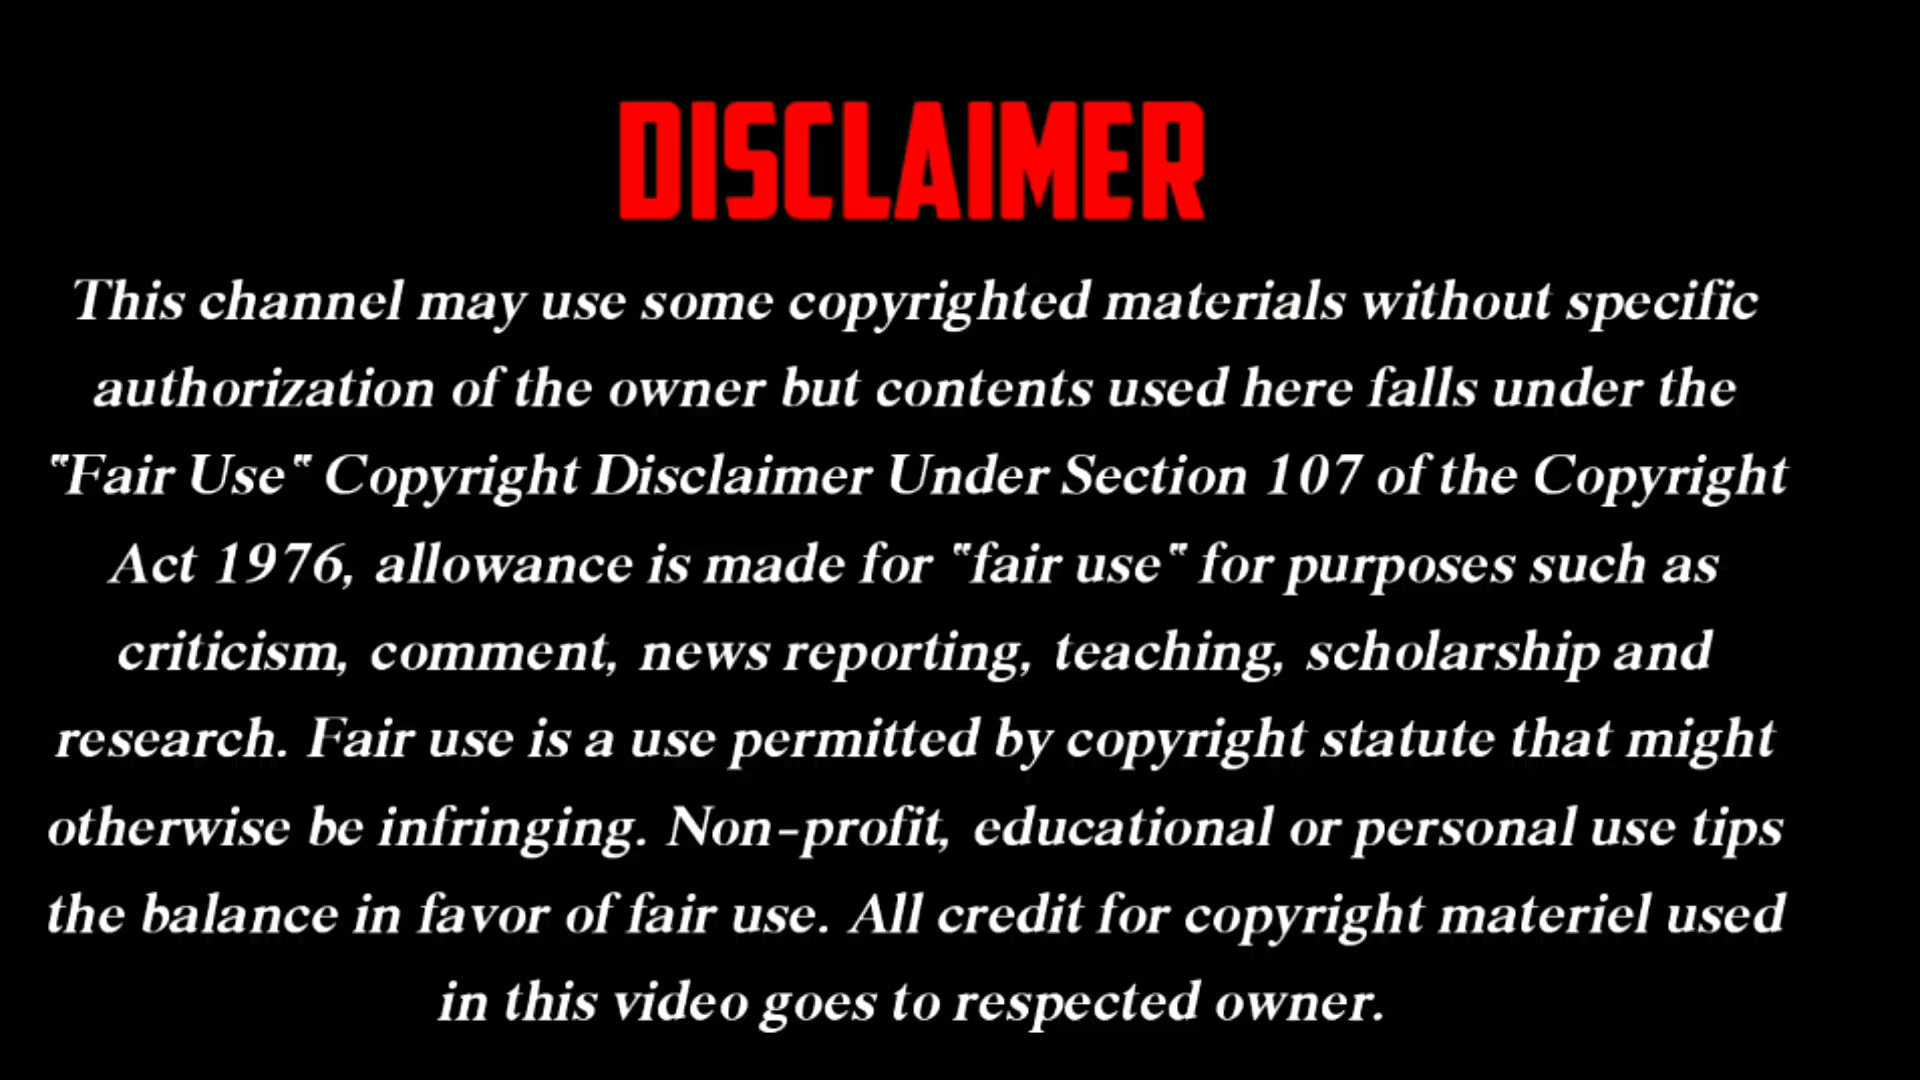 DISCLAIMER
This channel may use some copyrighted materials without specific
authorization of the owner but contents used here falls under the
"Fair Use" Copyright Disclaimer Under Section 107 of the Copyright
Act 1976, allowance is made for "fair use" for purposes such as
criticism, comment, news reporting, teaching, scholarship and
research. Fair use is a use permitted by copyright statute that might
otherwise be infringing. Non-profit, educational or personal use tips
the balance in favor of fair use. All credit for copyright materiel used
in this video goes to respected owner.